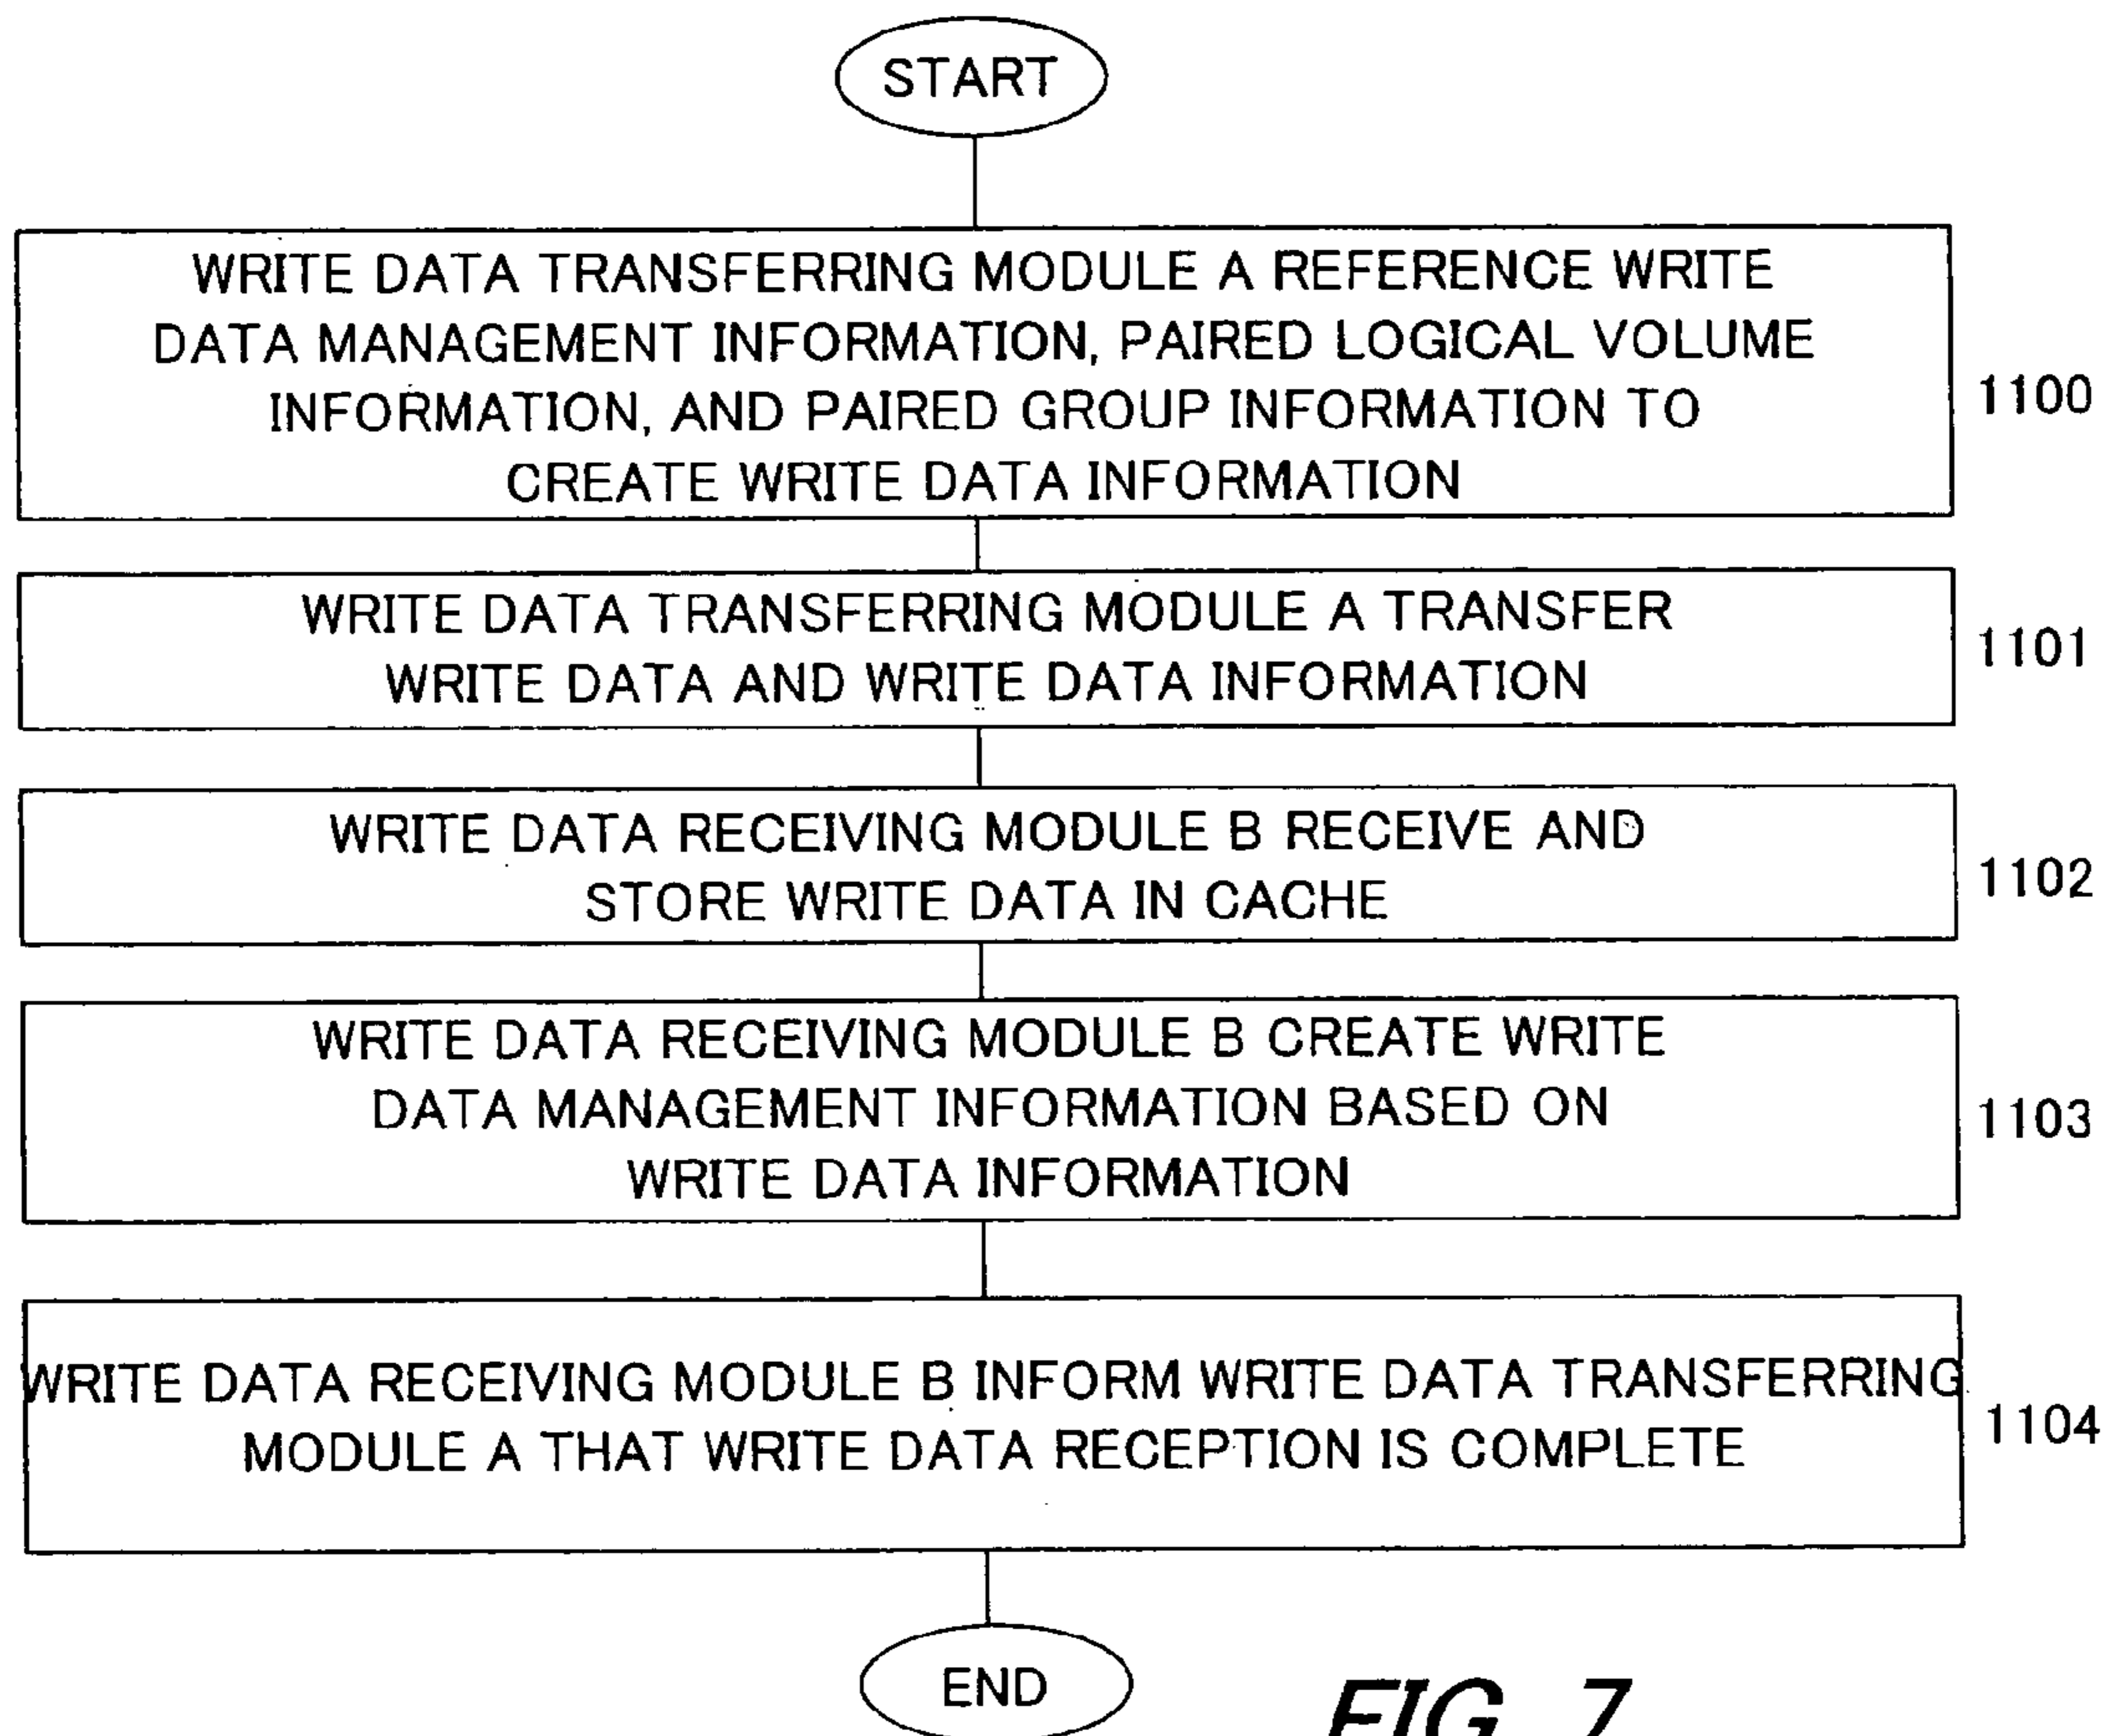 START
WRITE DATA TRANSFERRING MODULE A REFERENCE WRITE
DATA MANAGEMENT INFORMATION, PAIRED LOGICAL VOLUME
INFORMATION, AND PAIRED GROUP INFORMATION TO
CREATE WRITE DATA INFORMATION
1100
WRITE DATA TRANSFERRING MODULE A TRANSFER
WRITE DATA AND WRITE DATA INFORMATION
1101
WRITE DATA RECEIVING MODULE B RECEIVE AND
STORE WRITE DATA IN CACHE
1102
WRITE DATA RECEIVING MODULE B CREATE WRITE
DATA MANAGEMENT INFORMATION BASED ON
WRITE DATA INFORMATION
1103
WRITE DATA RECEIVING MODULE B INFORM WRITE DATA TRANSFERRING
MODULE A THAT WRITE DATA RECEPTION IS COMPLETE
1104
END
FIG. 7